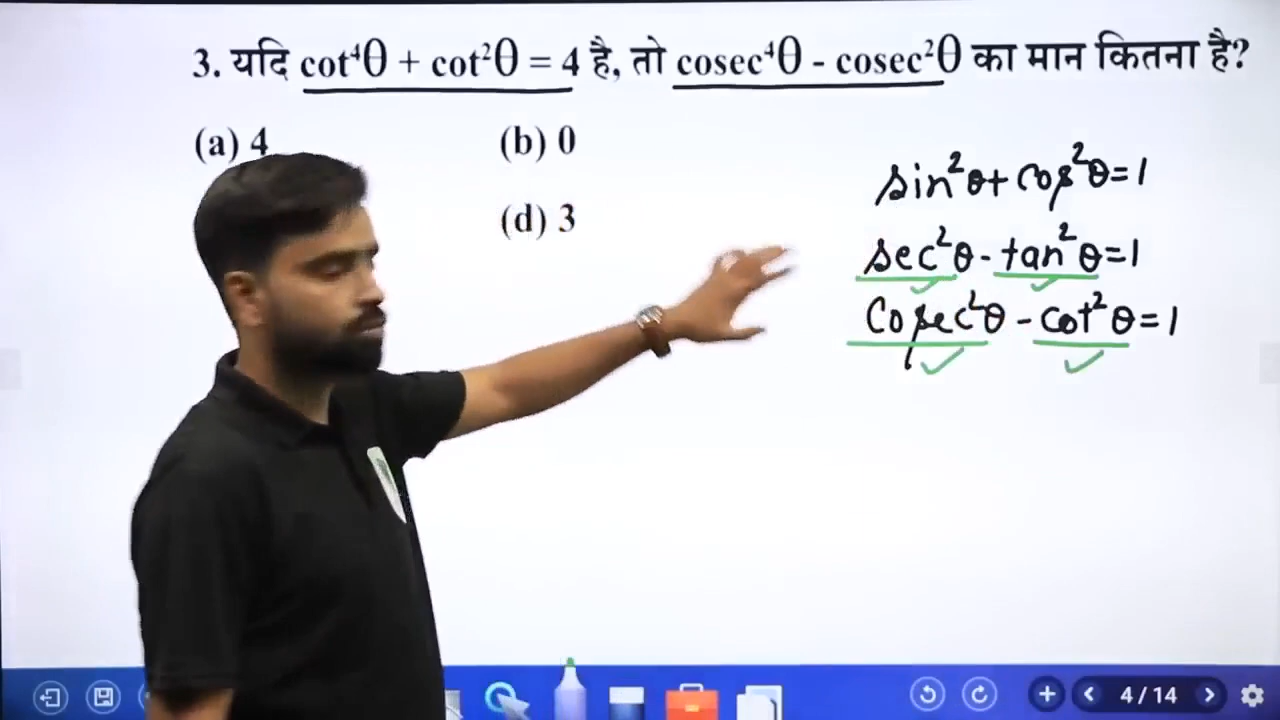 3. यदि cot⁴θ + cot²θ = 4 है, तो cosec⁴θ - cosec²θ का मान कितना है?
(a) 4 (b) 0
(d) 3
sin²θ + cos²θ = 1
sec²θ - tan²θ = 1
Cosec²θ - cot²θ = 1
4 / 14